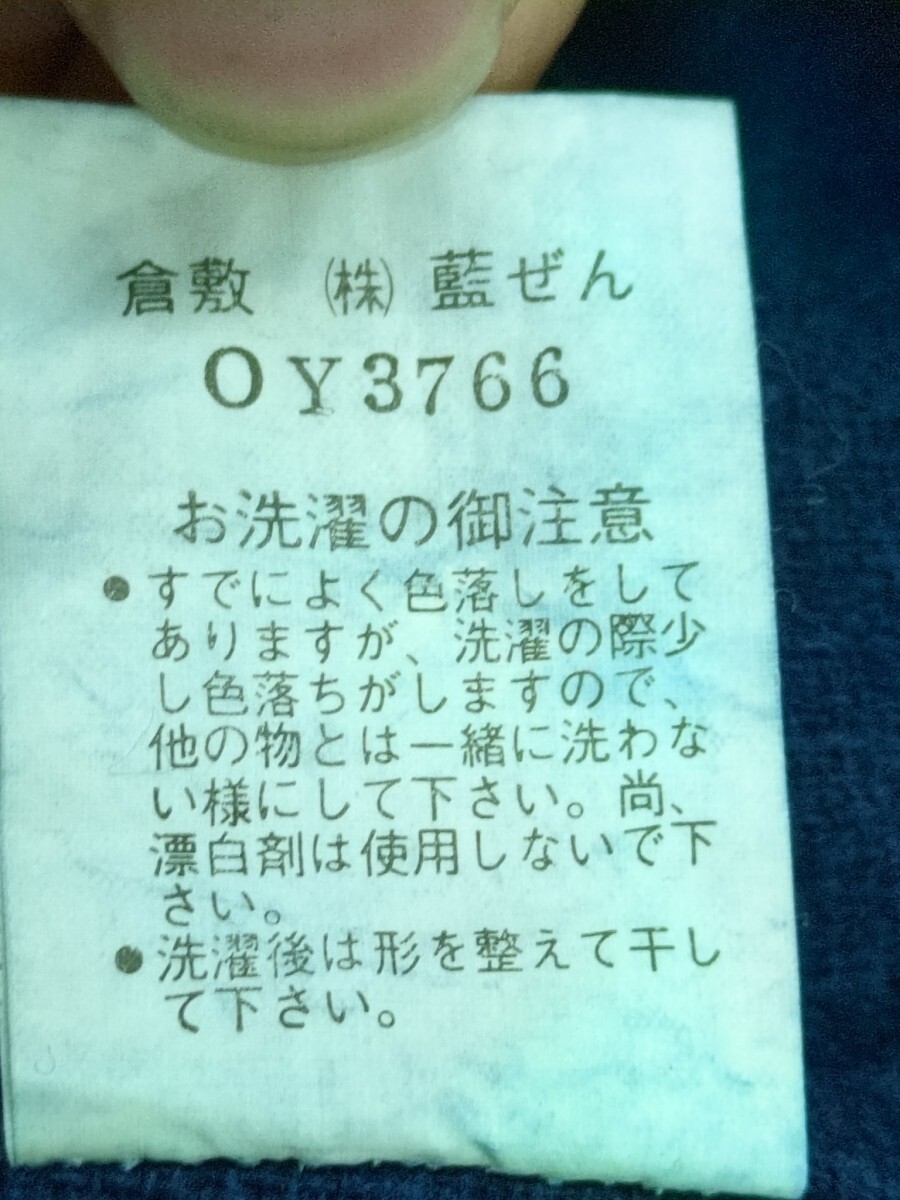 倉敷 ㈱ 藍ぜん
OY3766
お洗濯の御注意
● すでによく色落しをして
ありますが、洗濯の際少
し色落ちがしますので、
他の物とは一緒に洗わな
い様にして下さい。尚、
漂白剤は使用しないで下
さい。
● 洗濯後は形を整えて干し
て下さい。